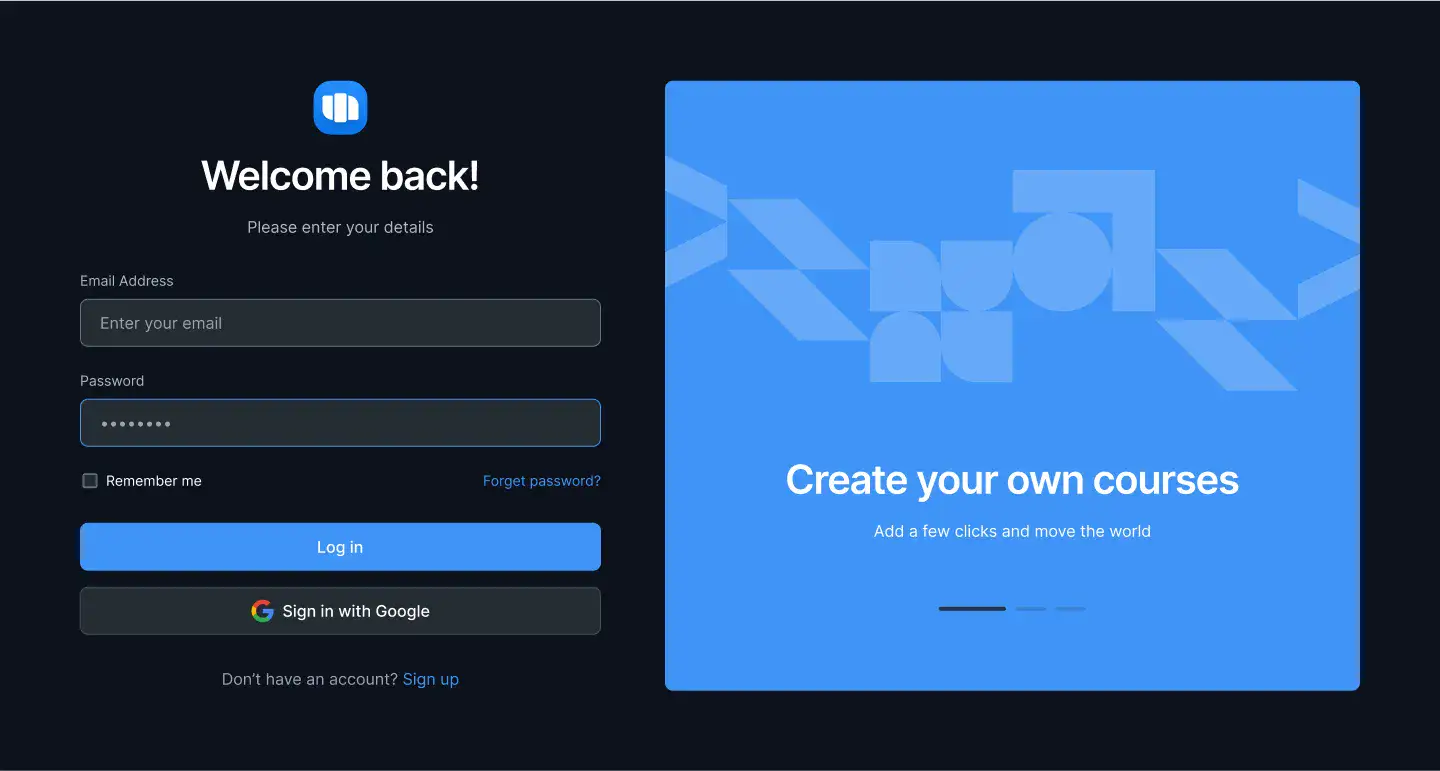 Welcome back!
Please enter your details
Email Address
Enter your email
Password
••••••••
Remember me
Forget password?
Log in
Sign in with Google
Don’t have an account? Sign up
Create your own courses
Add a few clicks and move the world